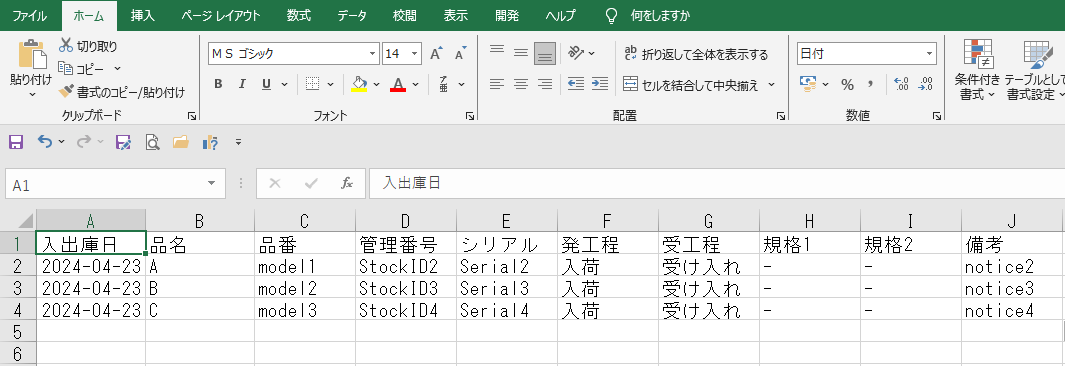 ファイル ホーム 挿入 ページ レイアウト 数式 データ 校閲 表示 開発 ヘルプ 何をしますか
貼り付け
切り取り
コピー
書式のコピー/貼り付け
クリップボード
ＭＳ ゴシック 14 A A
B I U A ア 亜
フォント
ab 折り返して全体を表示する
セルを結合して中央揃え
配置
日付
% ,
数値
条件付き
書式
テーブルとして
書式設定
A1 fx 入出庫日
A B C D E F G H I J
1 入出庫日 品名 品番 管理番号 シリアル 発工程 受工程 規格1 規格2 備考
2 2024-04-23 A model1 StockID2 Serial2 入荷 受け入れ - - notice2
3 2024-04-23 B model2 StockID3 Serial3 入荷 受け入れ - - notice3
4 2024-04-23 C model3 StockID4 Serial4 入荷 受け入れ - - notice4
5
6